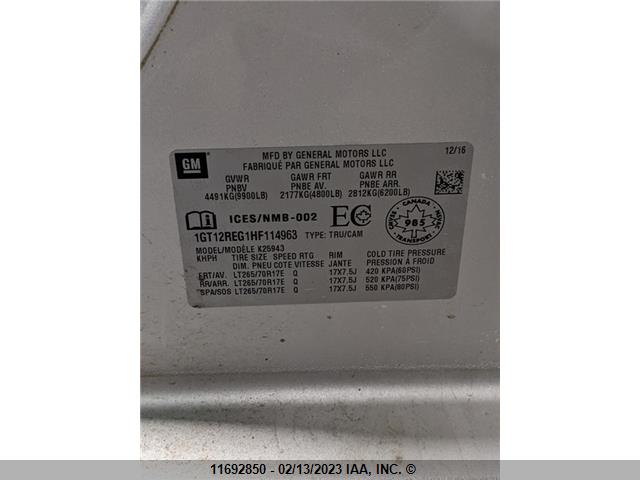 GM
MFD BY GENERAL MOTORS LLC
FABRIQUÉ PAR GENERAL MOTORS LLC
12/16
GVWR GAWR FRT GAWR RR
PNBV PNBE AV. PNBE ARR.
4491KG(9900LB) 2177KG(4800LB) 2812KG(6200LB)
ICES/NMB-002 EC
CANADA
985
TRANSPORT
1GT12REG1HF114963 TYPE: TRU/CAM
MODEL/MODÈLE K25943
KHPH TIRE SIZE SPEED RTG RIM COLD TIRE PRESSURE
DIM. PNEU COTE VITESSE JANTE PRESSION À FROID
FRT/AV. LT265/70R17E Q 17X7.5J 420 KPA(60PSI)
RR/ARR. LT265/70R17E Q 17X7.5J 520 KPA(75PSI)
SPA/SOS LT265/70R17E Q 17X7.5J 550 KPA(80PSI)
11692850 - 02/13/2023 IAA, INC. ©